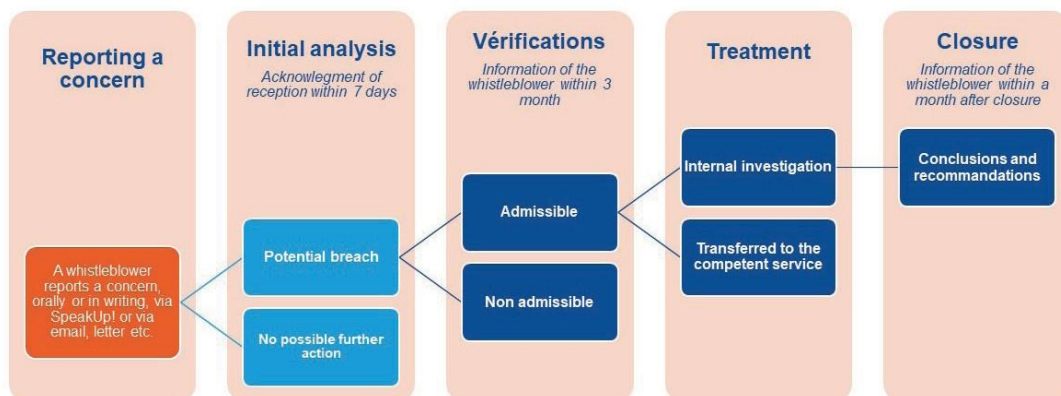 Reporting a
concern
A whistleblower
reports a concern,
orally or in writing, via
SpeakUp! or via
email, letter etc.
Initial analysis
Acknowlegment of
reception within 7 days
Potential breach
No possible further
action
Vérifications
Information of the
whistleblower within 3
month
Admissible
Non admissible
Treatment
Internal investigation
Transferred to the
competent service
Closure
Information of the
whistleblower within a
month after closure
Conclusions and
recommandations